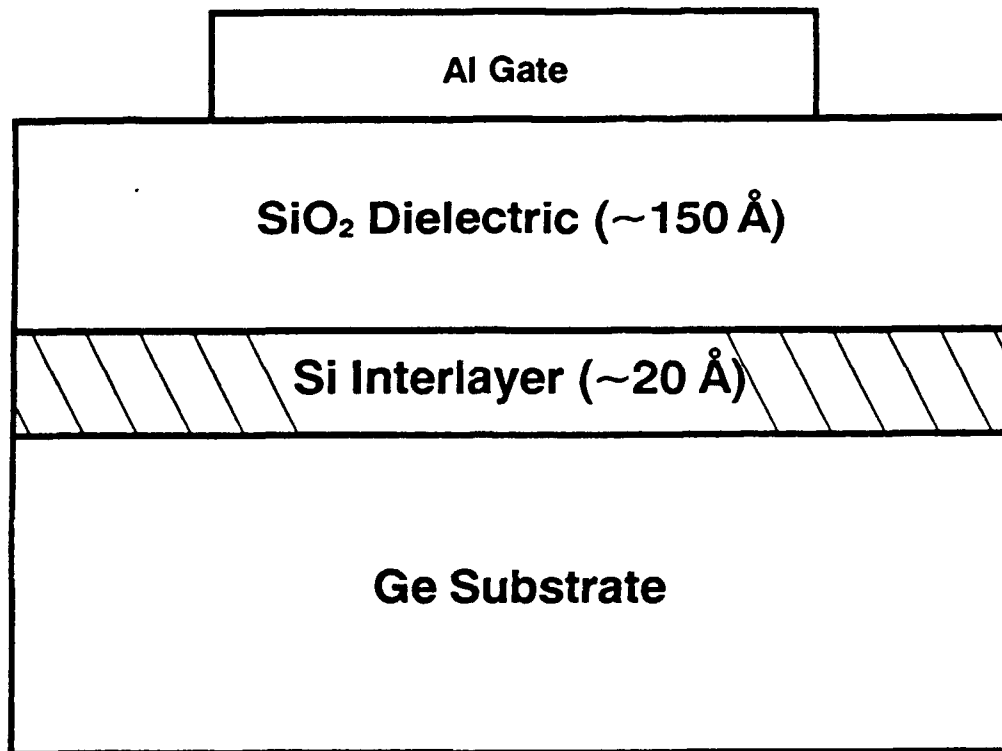 Al Gate
SiO₂ Dielectric (~150 Å)
Si Interlayer (~20 Å)
Ge Substrate